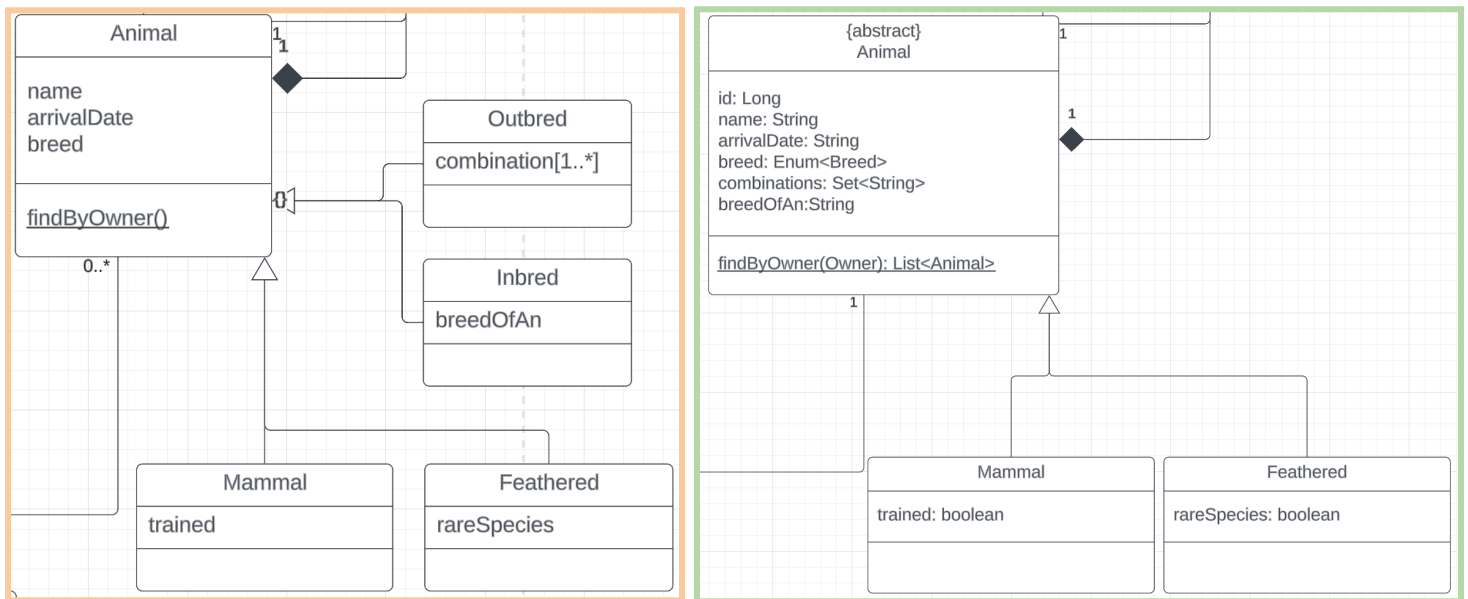 Animal
1
1
name
arrivalDate
breed
findByOwner()
{}
0..*
Outbred
combination[1..*]
Inbred
breedOfAn
Mammal
trained
Feathered
rareSpecies
{abstract}
Animal
1
id: Long
name: String
arrivalDate: String
breed: Enum<Breed>
combinations: Set<String>
breedOfAn:String
1
findByOwner(Owner): List<Animal>
1
Mammal
trained: boolean
Feathered
rareSpecies: boolean